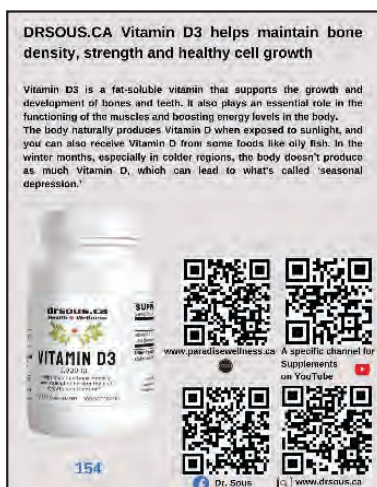 DRSOUS.CA Vitamin D3 helps maintain bone
density, strength and healthy cell growth
Vitamin D3 is a fat-soluble vitamin that supports the growth and
development of bones and teeth. It also plays an essential role in the
functioning of the muscles and boosting energy levels in the body.
The body naturally produces Vitamin D when exposed to sunlight, and
you can also receive Vitamin D from some foods like oily fish. In the
winter months, especially in colder regions, the body doesn't produce
as much Vitamin D, which can lead to what's called 'seasonal
depression.'
drsous.ca
Health & Wellness
VITAMIN D3
www.paradisewellness.ca
A specific channel for
Supplements
on YouTube
154
Dr. Sous
www.drsous.ca